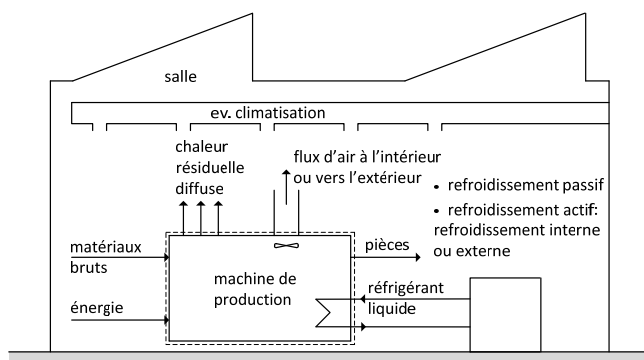 salle
ev. climatisation
chaleur
résiduelle
diffuse
flux d'air à l'intérieur
ou vers l'extérieur
• refroidissement passif
• refroidissement actif:
refroidissement interne
ou externe
matériaux
bruts
pièces
machine de
production
réfrigérant
liquide
énergie